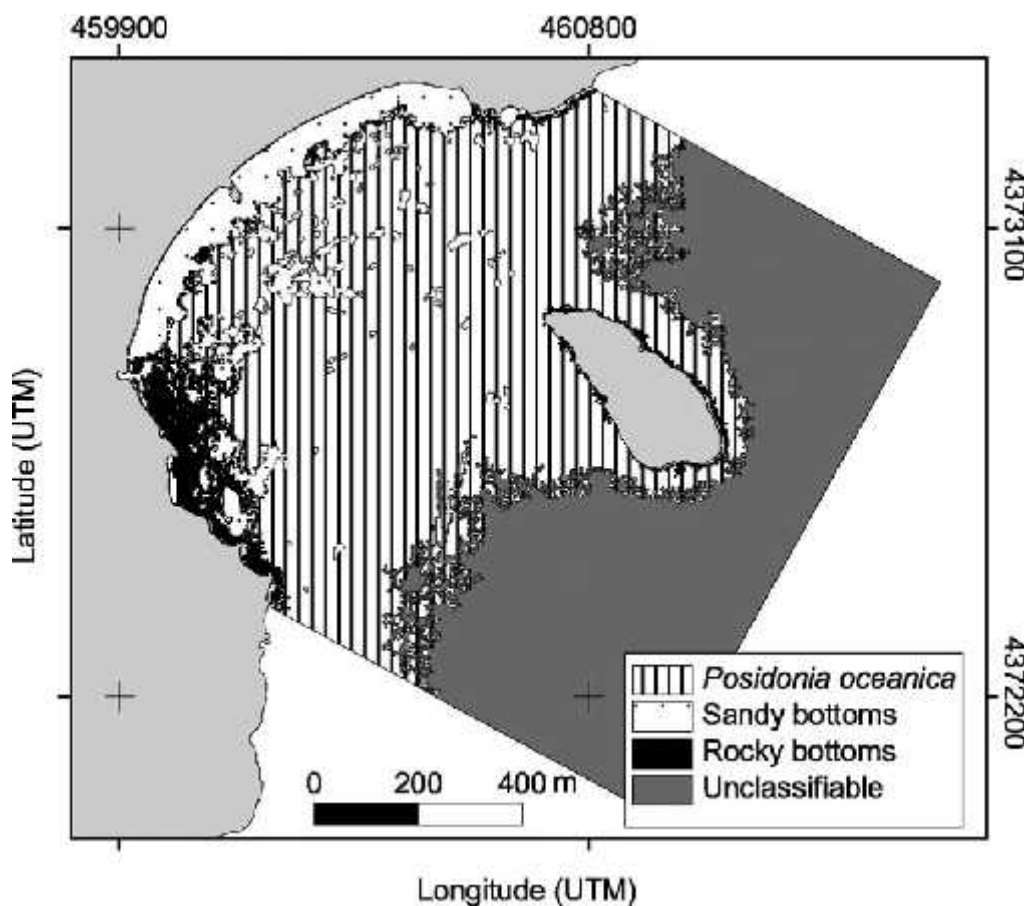 459900
460800
4373100
4372200
Latitude (UTM)
Posidonia oceanica
Sandy bottoms
Rocky bottoms
Unclassifiable
0 200 400 m
Longitude (UTM)